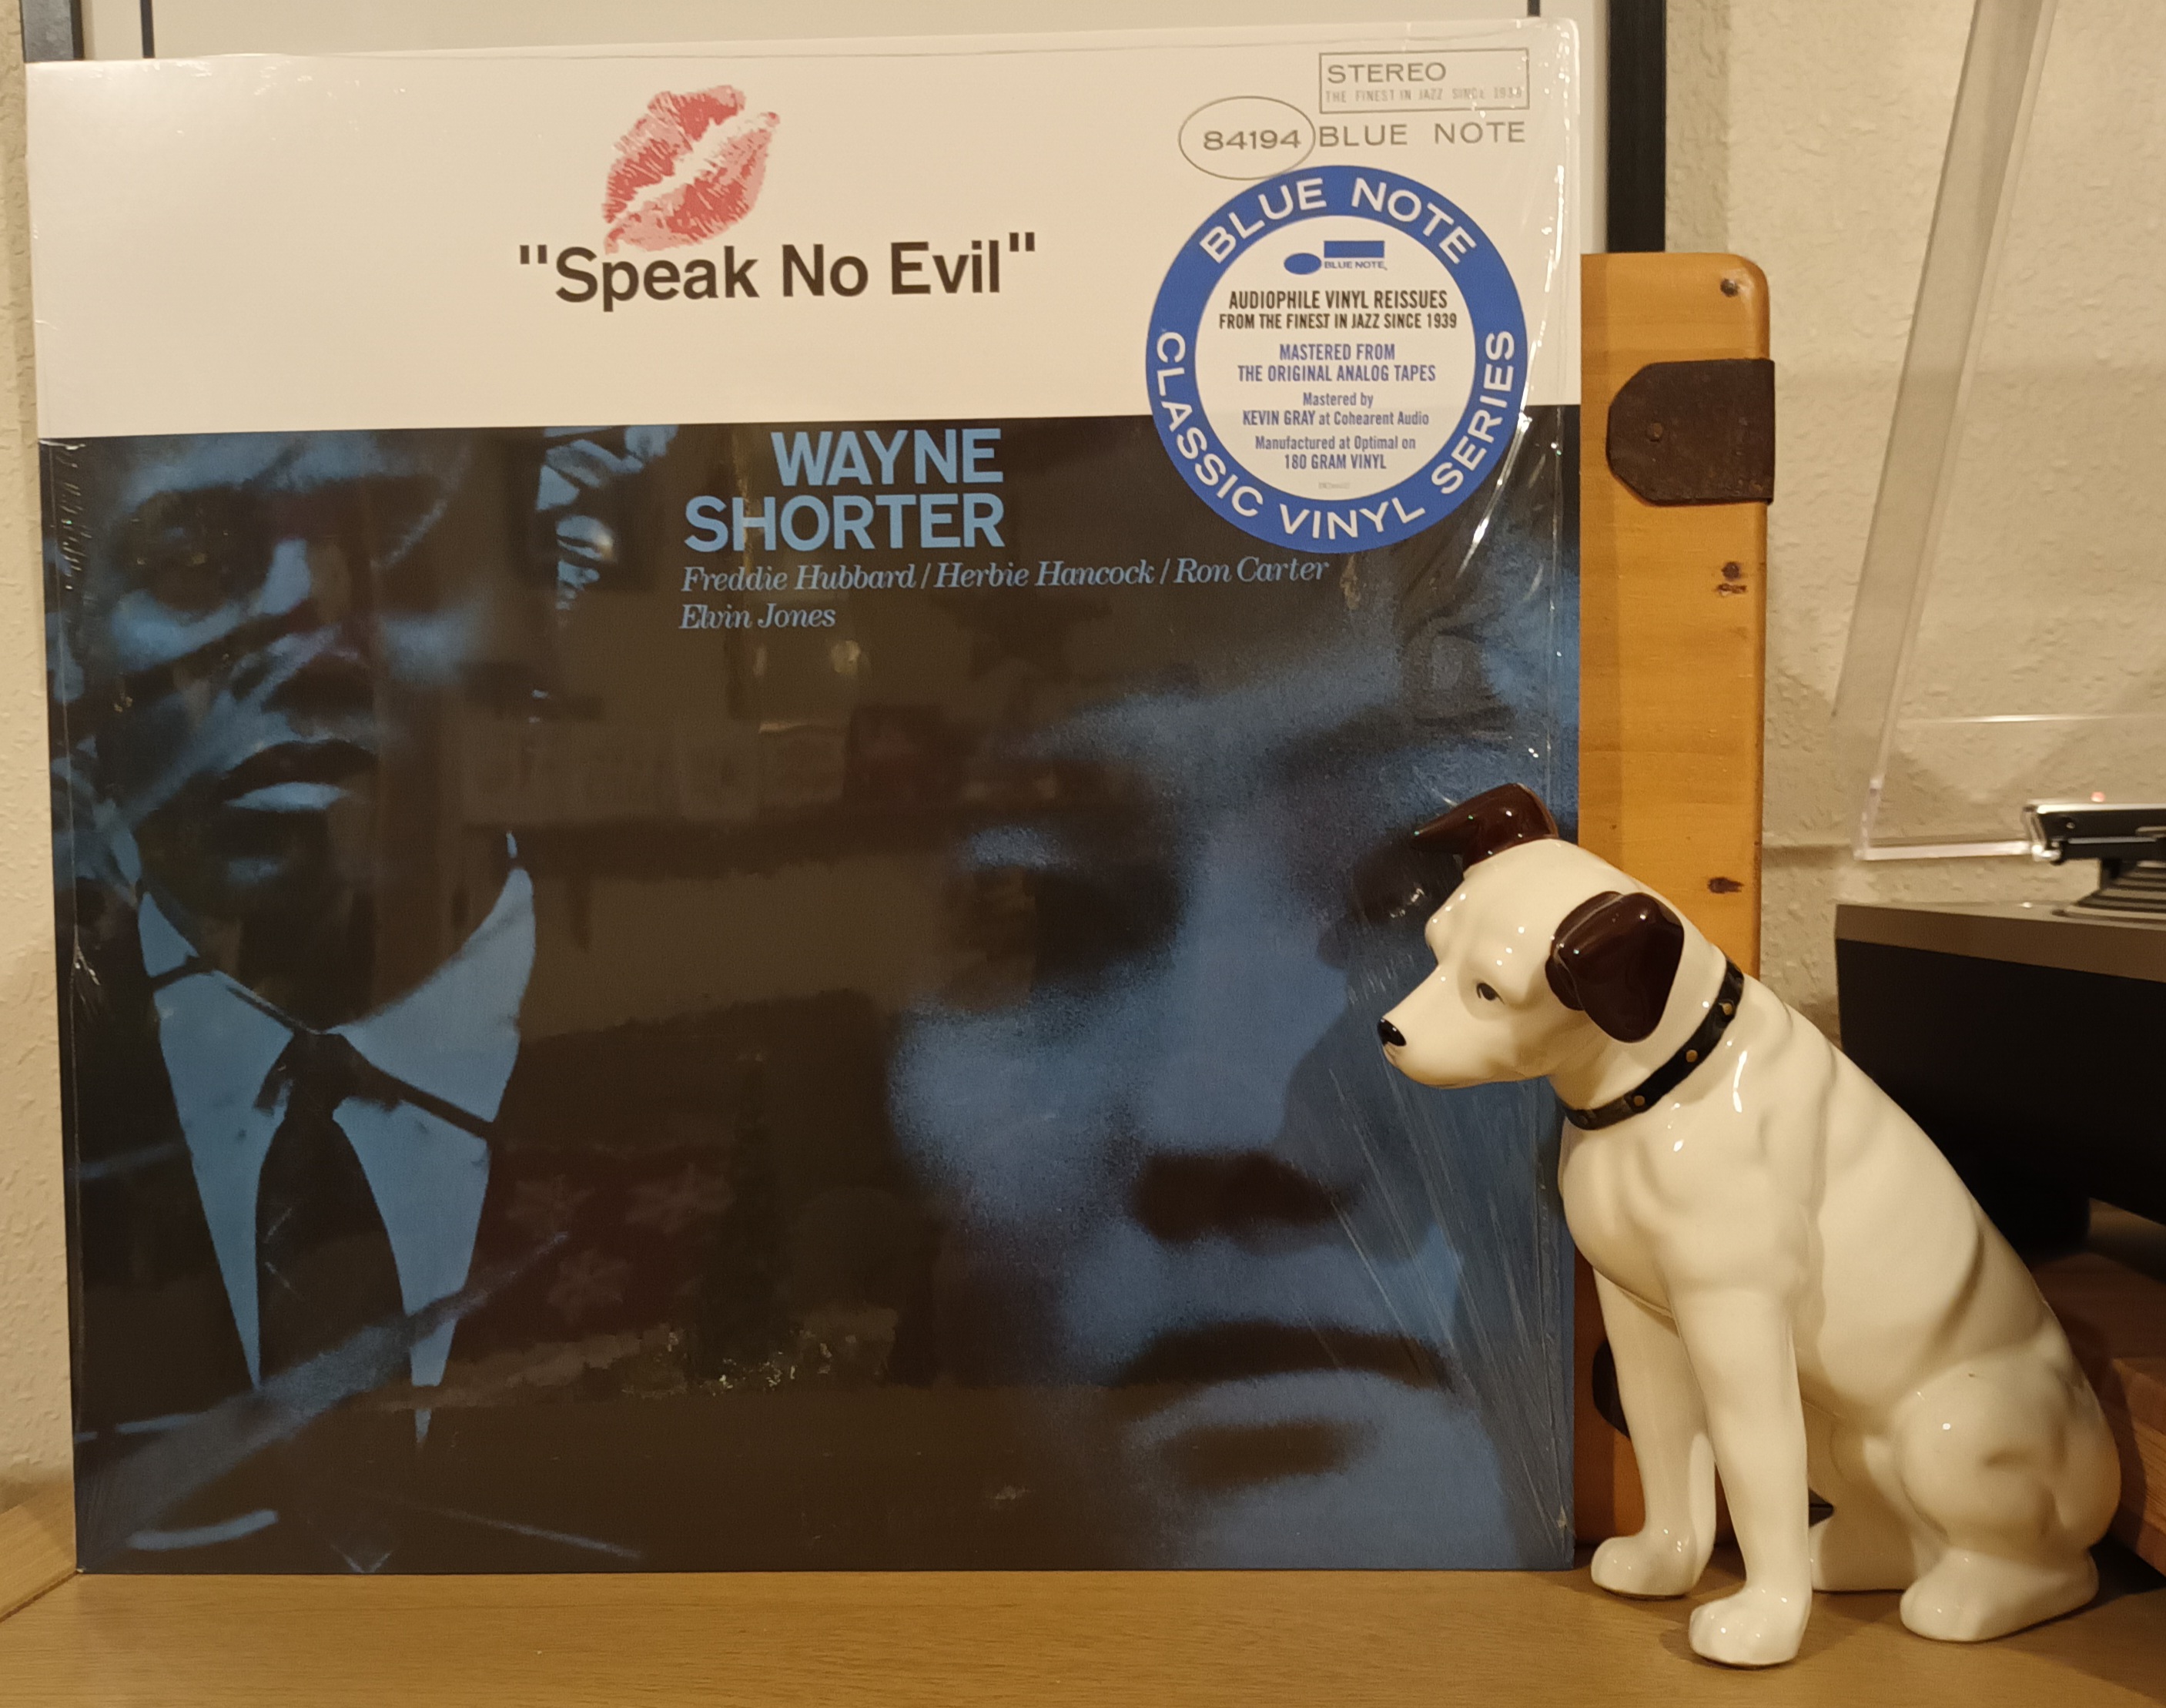 STEREO
THE FINEST IN JAZZ SINCE 1939
84194 BLUE NOTE
"Speak No Evil"
BLUE NOTE
BLUE NOTE
AUDIOPHILE VINYL REISSUES
FROM THE FINEST IN JAZZ SINCE 1939
MASTERED FROM
THE ORIGINAL ANALOG TAPES
Mastered by
KEVIN GRAY at Cohearent Audio
Manufactured at Optimal on
180 GRAM VINYL
CLASSIC VINYL SERIES
WAYNE
SHORTER
Freddie Hubbard / Herbie Hancock / Ron Carter
Elvin Jones